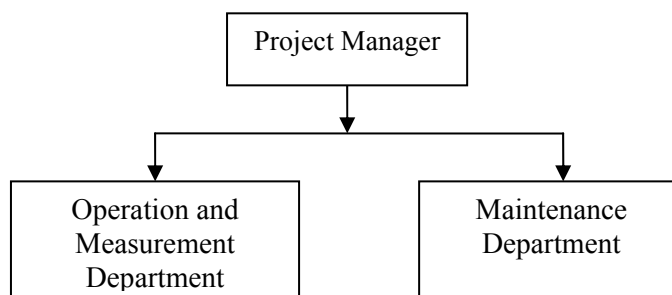 Project Manager
Operation and
Measurement
Department
Maintenance
Department